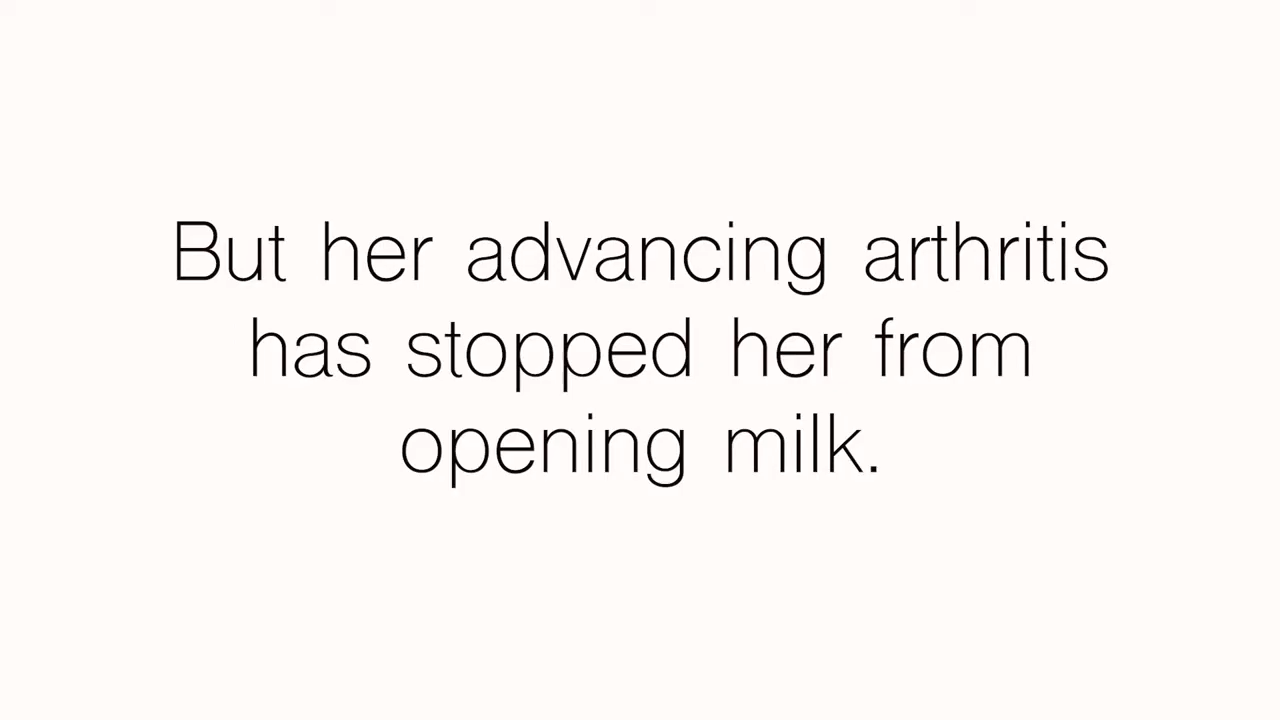 But her advancing arthritis
has stopped her from
opening milk.